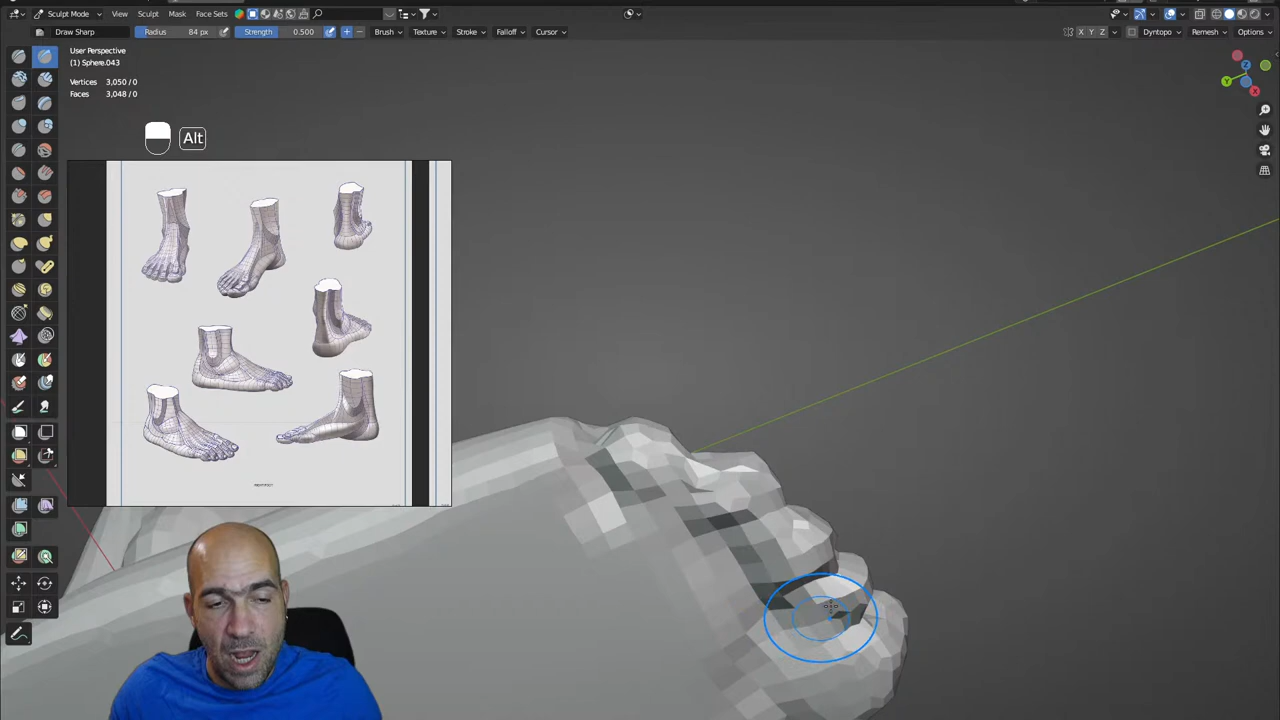 Sculpt Mode View Sculpt Mask Face Sets
Draw Sharp Radius 84 px Strength 0.500 Brush Texture Stroke Falloff Cursor X Y Z Dyntopo Remesh Options
User Perspective
(1) Sphere.043
Vertices 3,050 / 0
Faces 3,048 / 0
Alt
Z
Y
X